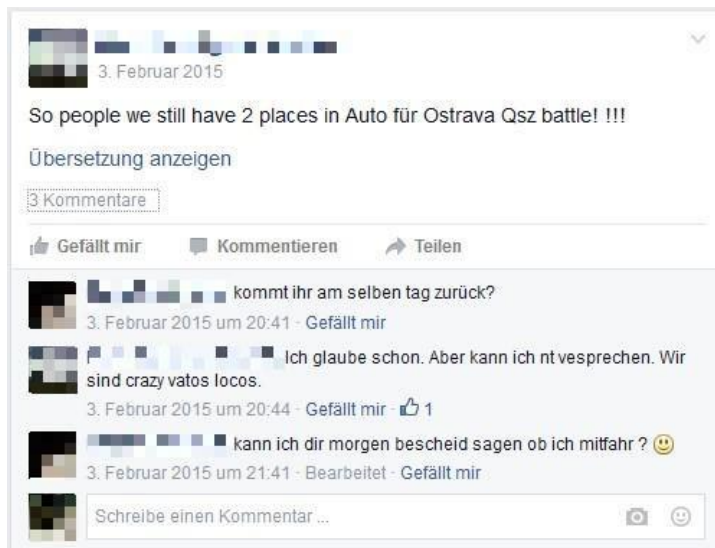 3. Februar 2015
So people we still have 2 places in Auto für Ostrava Qsz battle! !!!
Übersetzung anzeigen
3 Kommentare
Gefällt mir Kommentieren Teilen
kommt ihr am selben tag zurück?
3. Februar 2015 um 20:41 · Gefällt mir
Ich glaube schon. Aber kann ich nt vesprechen. Wir
sind crazy vatos locos.
3. Februar 2015 um 20:44 · Gefällt mir · 1
kann ich dir morgen bescheid sagen ob ich mitfahr ?
3. Februar 2015 um 21:41 · Bearbeitet · Gefällt mir
Schreibe einen Kommentar ...